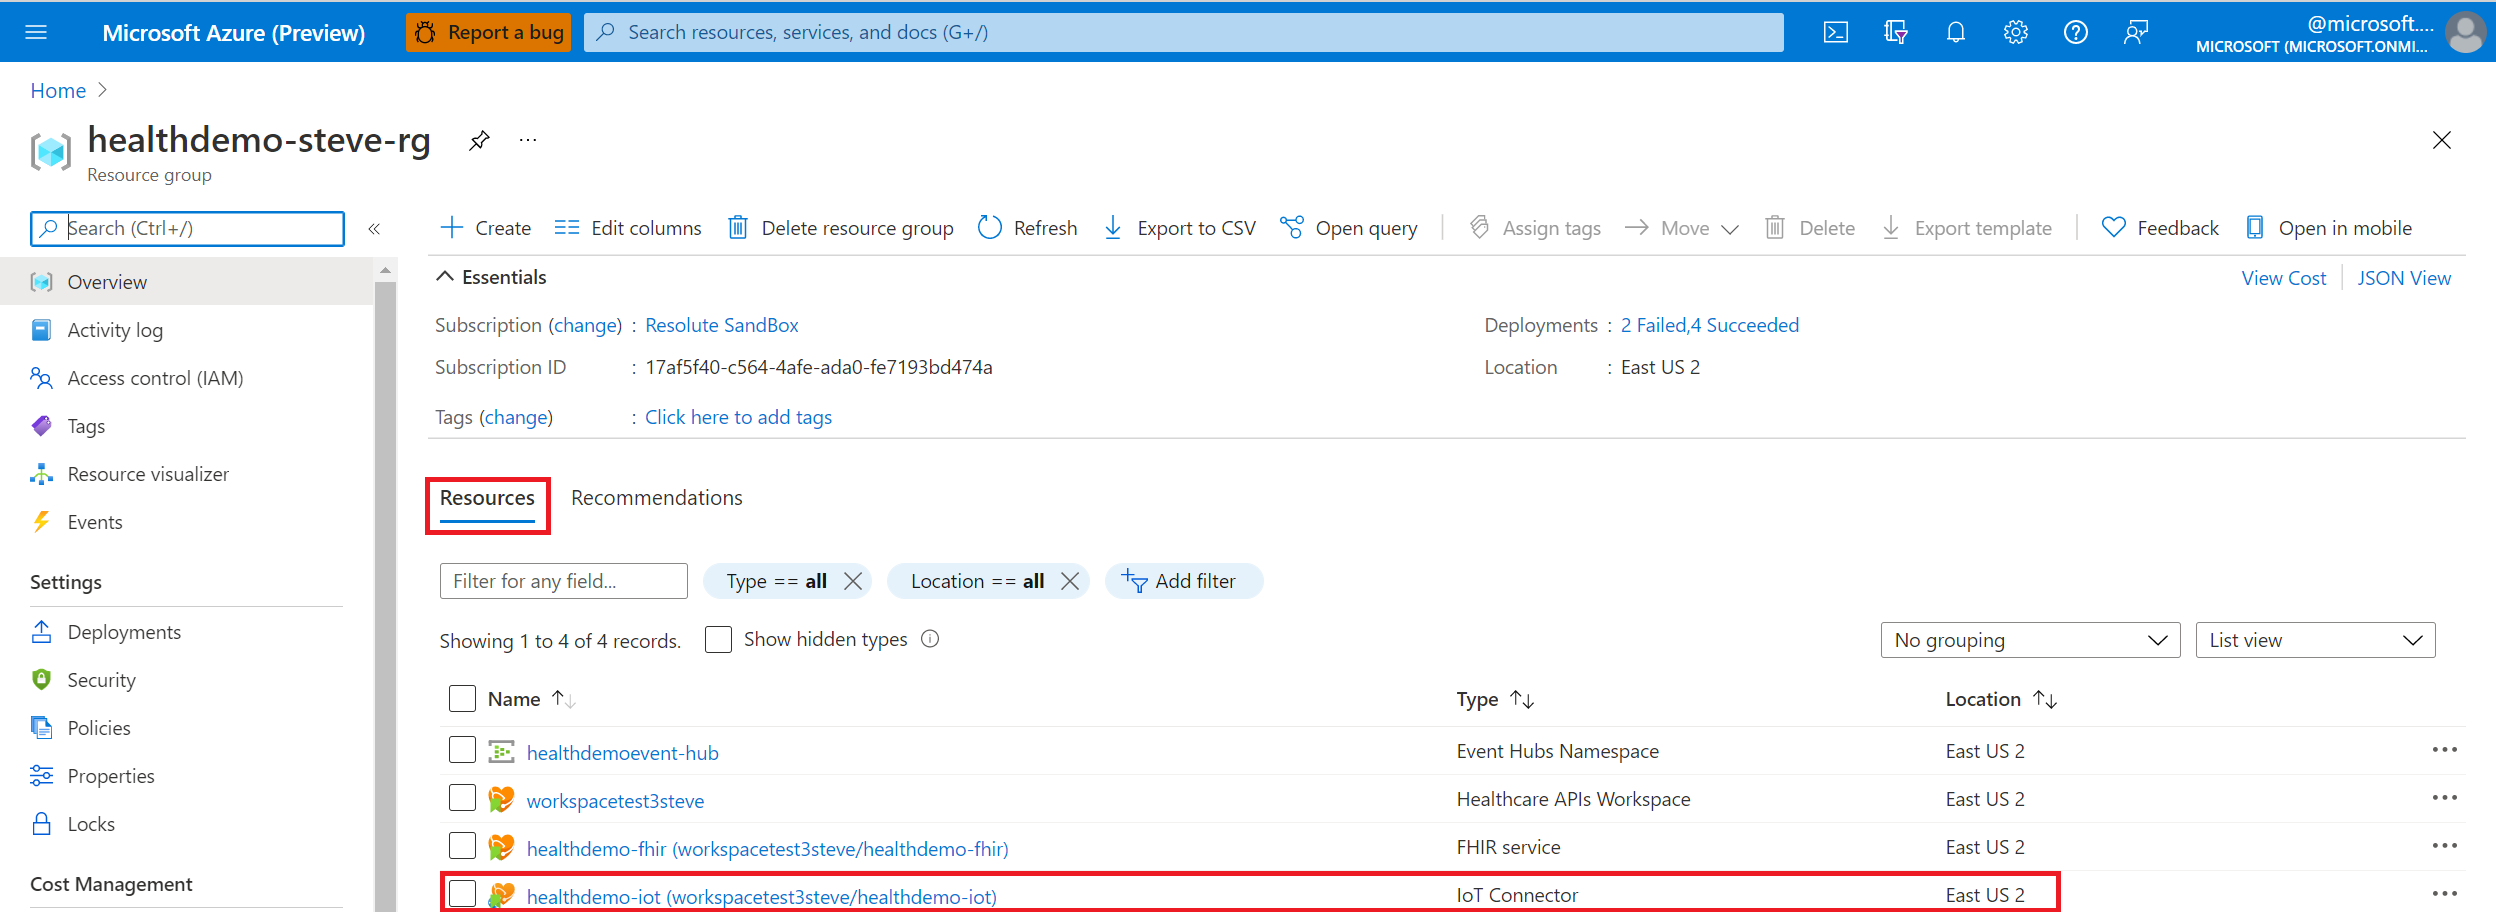 Microsoft Azure (Preview) Report a bug Search resources, services, and docs (G+/) @microsoft....
MICROSOFT (MICROSOFT.ONMI...
Home
healthdemo-steve-rg ...
Resource group
Search (Ctrl+/) « Create Edit columns Delete resource group Refresh Export to CSV Open query Assign tags Move Delete Export template Feedback Open in mobile
Overview
Activity log
Access control (IAM)
Tags
Resource visualizer
Events
Settings
Deployments
Security
Policies
Properties
Locks
Cost Management
Essentials View Cost JSON View
Subscription (change) : Resolute SandBox Deployments : 2 Failed,4 Succeeded
Subscription ID : 17af5f40-c564-4afe-ada0-fe7193bd474a Location : East US 2
Tags (change) : Click here to add tags
Resources Recommendations
Filter for any field... Type == all Location == all Add filter
Showing 1 to 4 of 4 records. Show hidden types No grouping List view
Name Type Location
healthdemoevent-hub Event Hubs Namespace East US 2
workspacetest3steve Healthcare APIs Workspace East US 2
healthdemo-fhir (workspacetest3steve/healthdemo-fhir) FHIR service East US 2
healthdemo-iot (workspacetest3steve/healthdemo-iot) IoT Connector East US 2